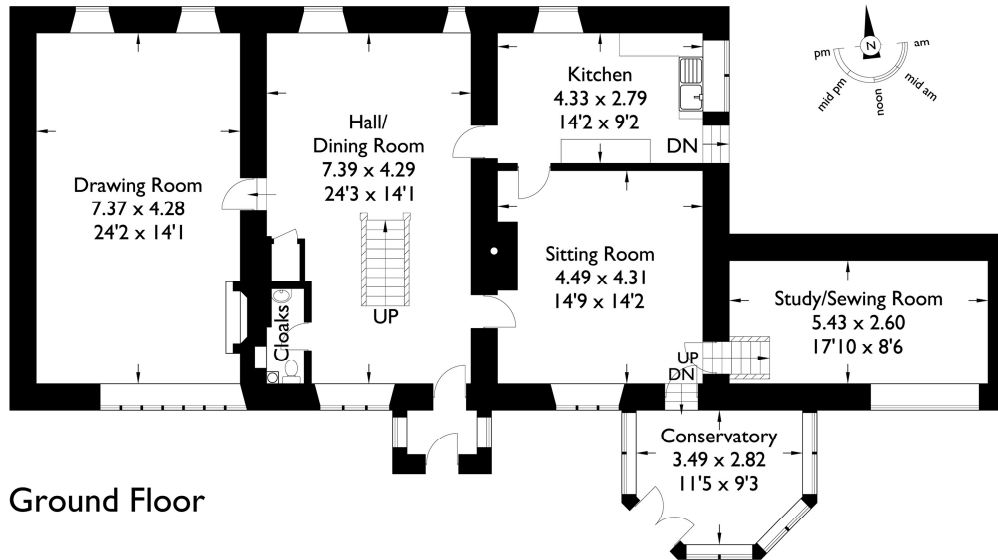 Kitchen
4.33 x 2.79
14'2 x 9'2
DN
N
pm
am
mid pm
mid am
noon
Hall/
Dining Room
7.39 x 4.29
24'3 x 14'1
Drawing Room
7.37 x 4.28
24'2 x 14'1
Sitting Room
4.49 x 4.31
14'9 x 14'2
Study/Sewing Room
5.43 x 2.60
17'10 x 8'6
UP
Cloaks
UP
DN
Conservatory
3.49 x 2.82
11'5 x 9'3
Ground Floor